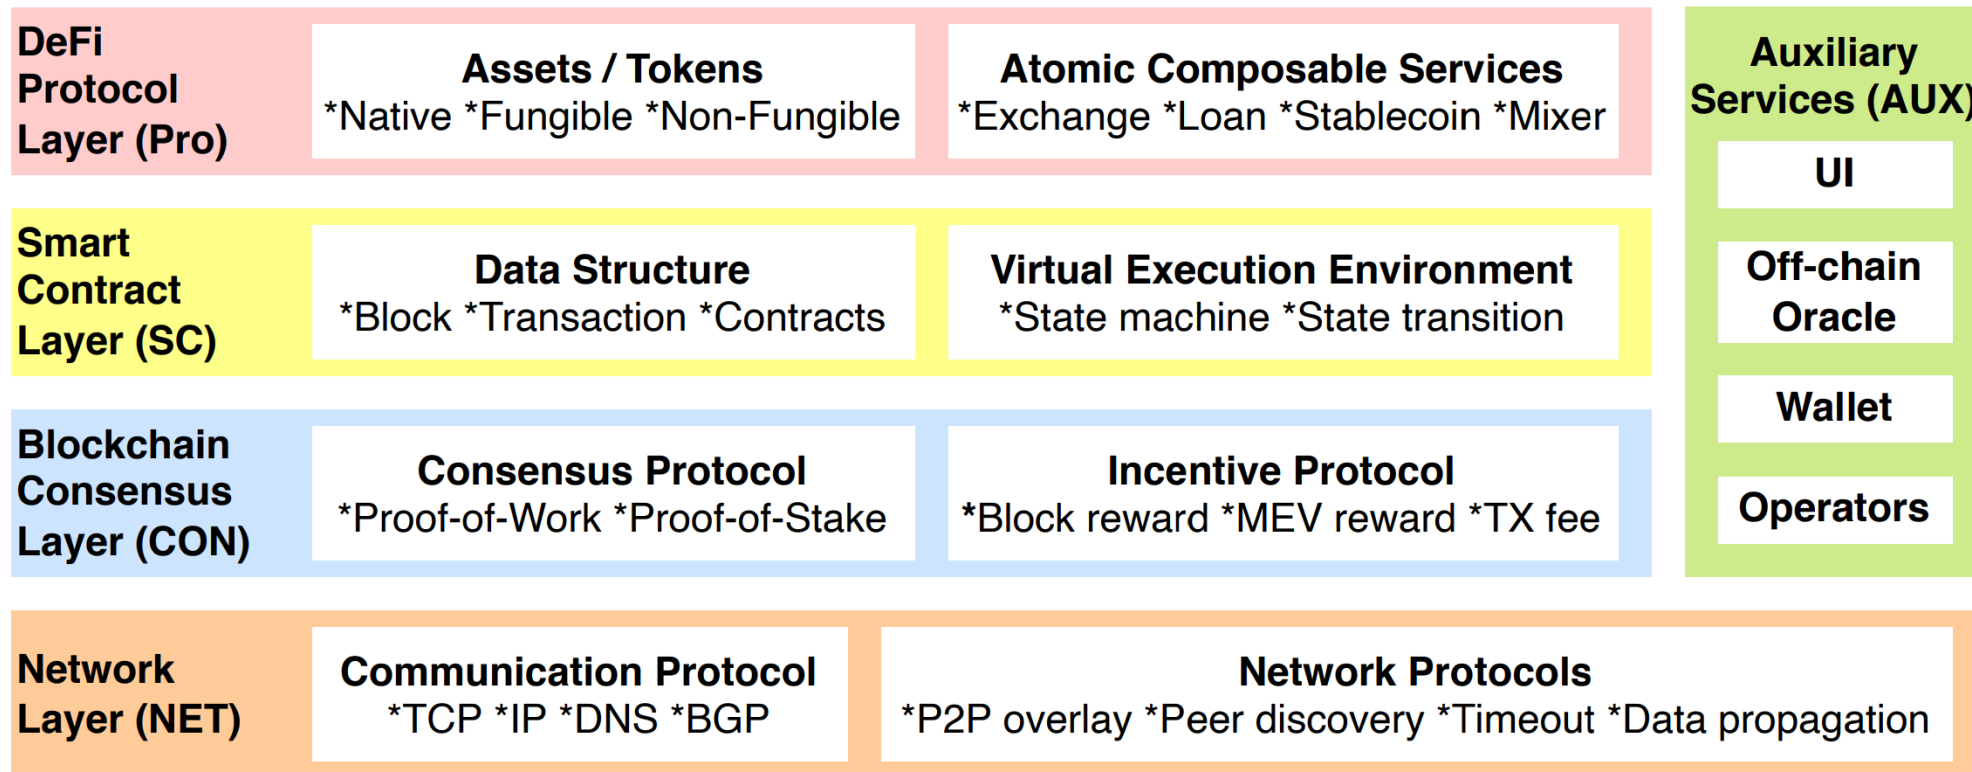 DeFi
Protocol
Layer (Pro)
Assets / Tokens
*Native *Fungible *Non-Fungible
Atomic Composable Services
*Exchange *Loan *Stablecoin *Mixer
Smart
Contract
Layer (SC)
Data Structure
*Block *Transaction *Contracts
Virtual Execution Environment
*State machine *State transition
Blockchain
Consensus
Layer (CON)
Consensus Protocol
*Proof-of-Work *Proof-of-Stake
Incentive Protocol
*Block reward *MEV reward *TX fee
Auxiliary
Services (AUX)
UI
Off-chain
Oracle
Wallet
Operators
Network
Layer (NET)
Communication Protocol
*TCP *IP *DNS *BGP
Network Protocols
*P2P overlay *Peer discovery *Timeout *Data propagation